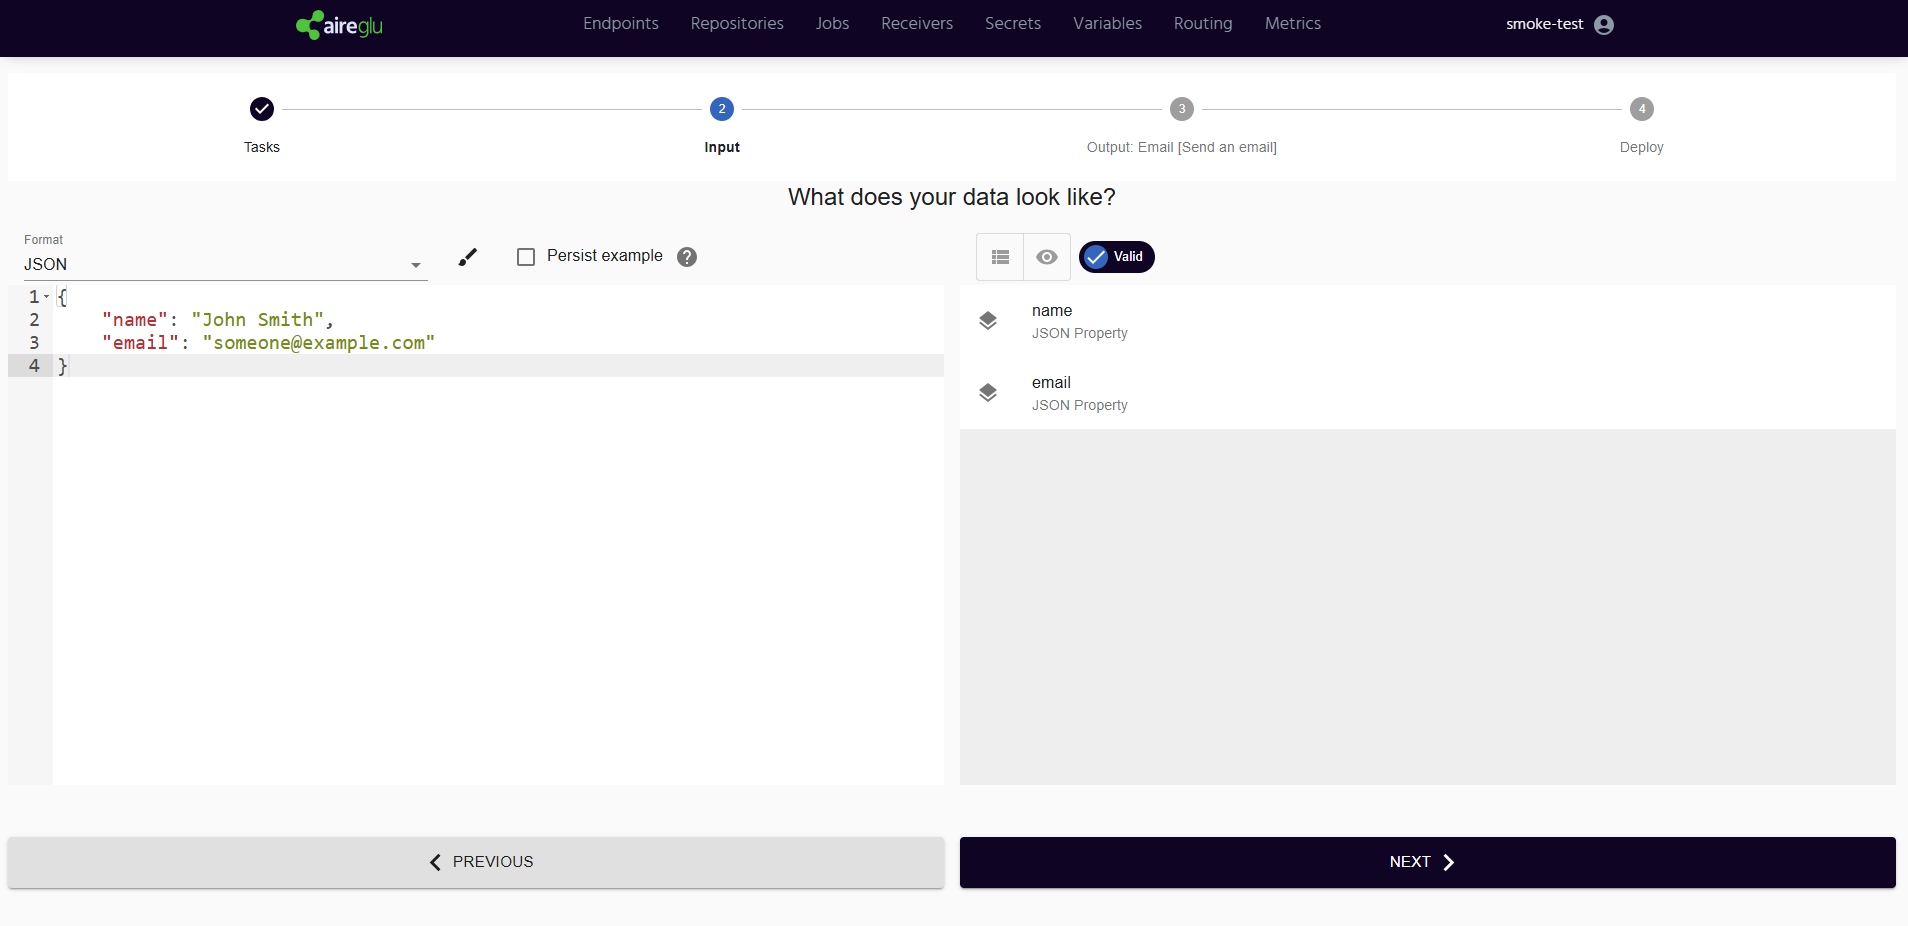 aireglu
Endpoints Repositories Jobs Receivers Secrets Variables Routing Metrics
smoke-test
2 3 4
Tasks Input Output: Email [Send an email] Deploy
What does your data look like?
Format
JSON
Persist example ?
Valid
1 {
2 "name": "John Smith",
3 "email": "someone@example.com"
4 }
name
JSON Property
email
JSON Property
PREVIOUS
NEXT